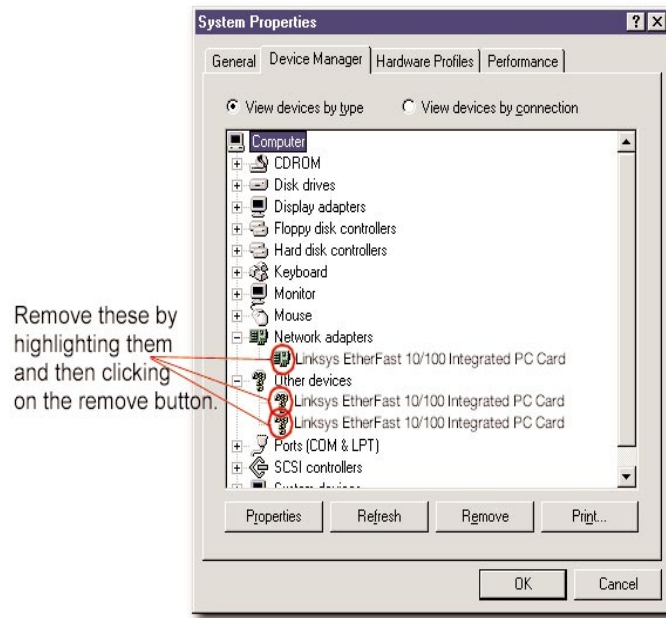 System Properties
General Device Manager Hardware Profiles Performance
View devices by type View devices by connection
Computer
CDROM
Disk drives
Display adapters
Floppy disk controllers
Hard disk controllers
Keyboard
Monitor
Mouse
Network adapters
Linksys EtherFast 10/100 Integrated PC Card
Other devices
Linksys EtherFast 10/100 Integrated PC Card
Linksys EtherFast 10/100 Integrated PC Card
Ports (COM & LPT)
SCSI controllers
System devices
Remove these by
highlighting them
and then clicking
on the remove button.
Properties Refresh Remove Print...
OK Cancel